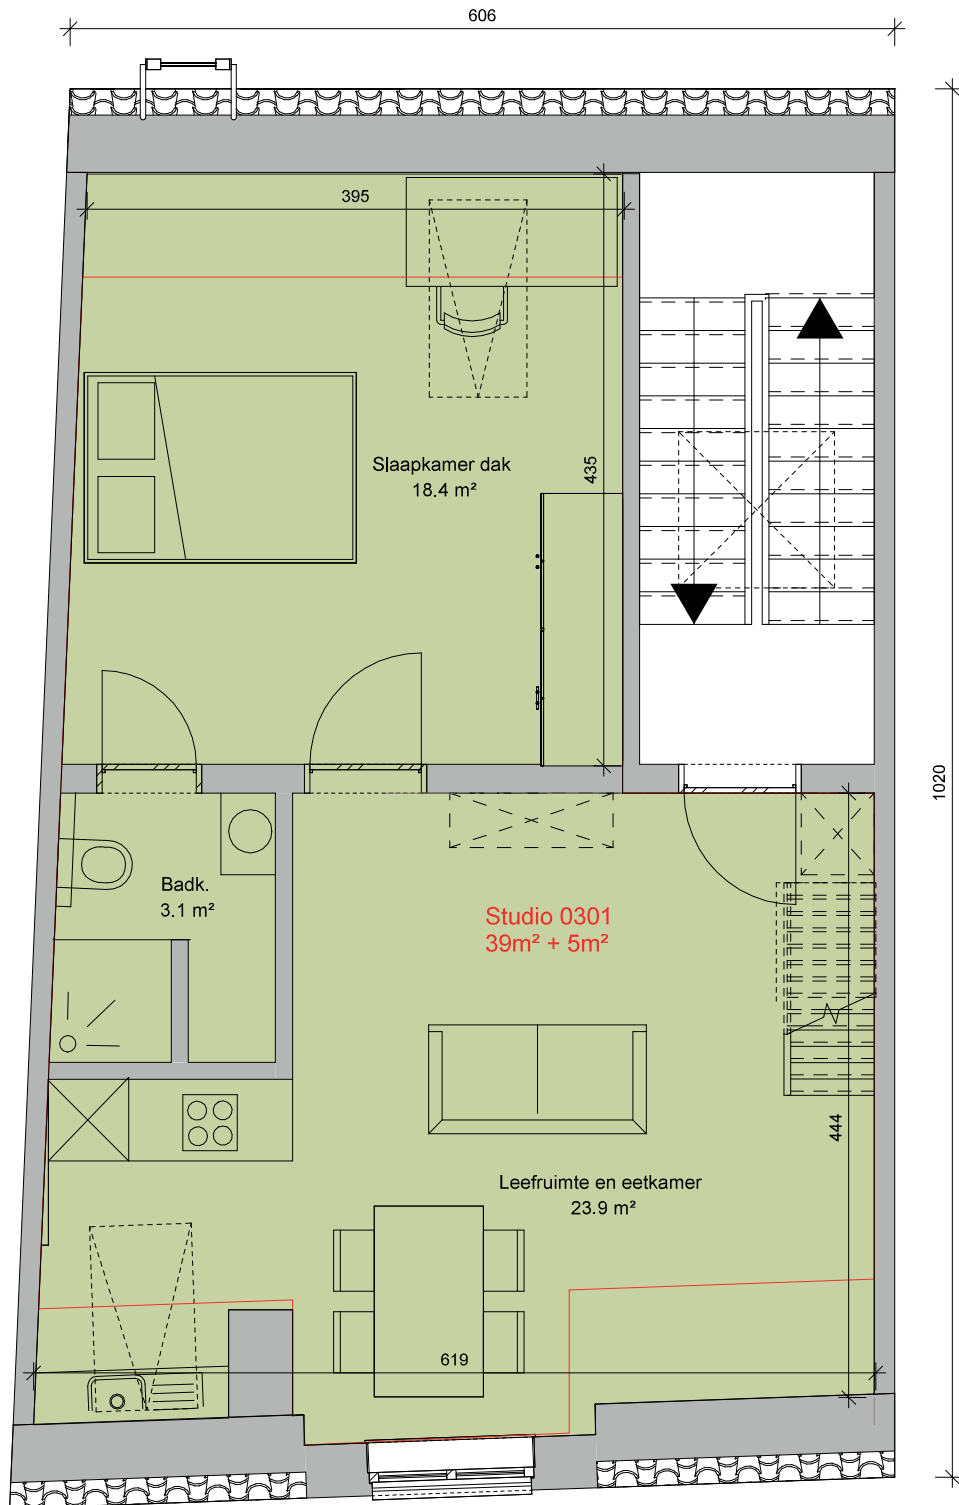 606
395
Slaapkamer dak
18.4 m²
435
1020
Badk.
3.1 m²
Studio 0301
39m² + 5m²
444
Leefruimte en eetkamer
23.9 m²
619